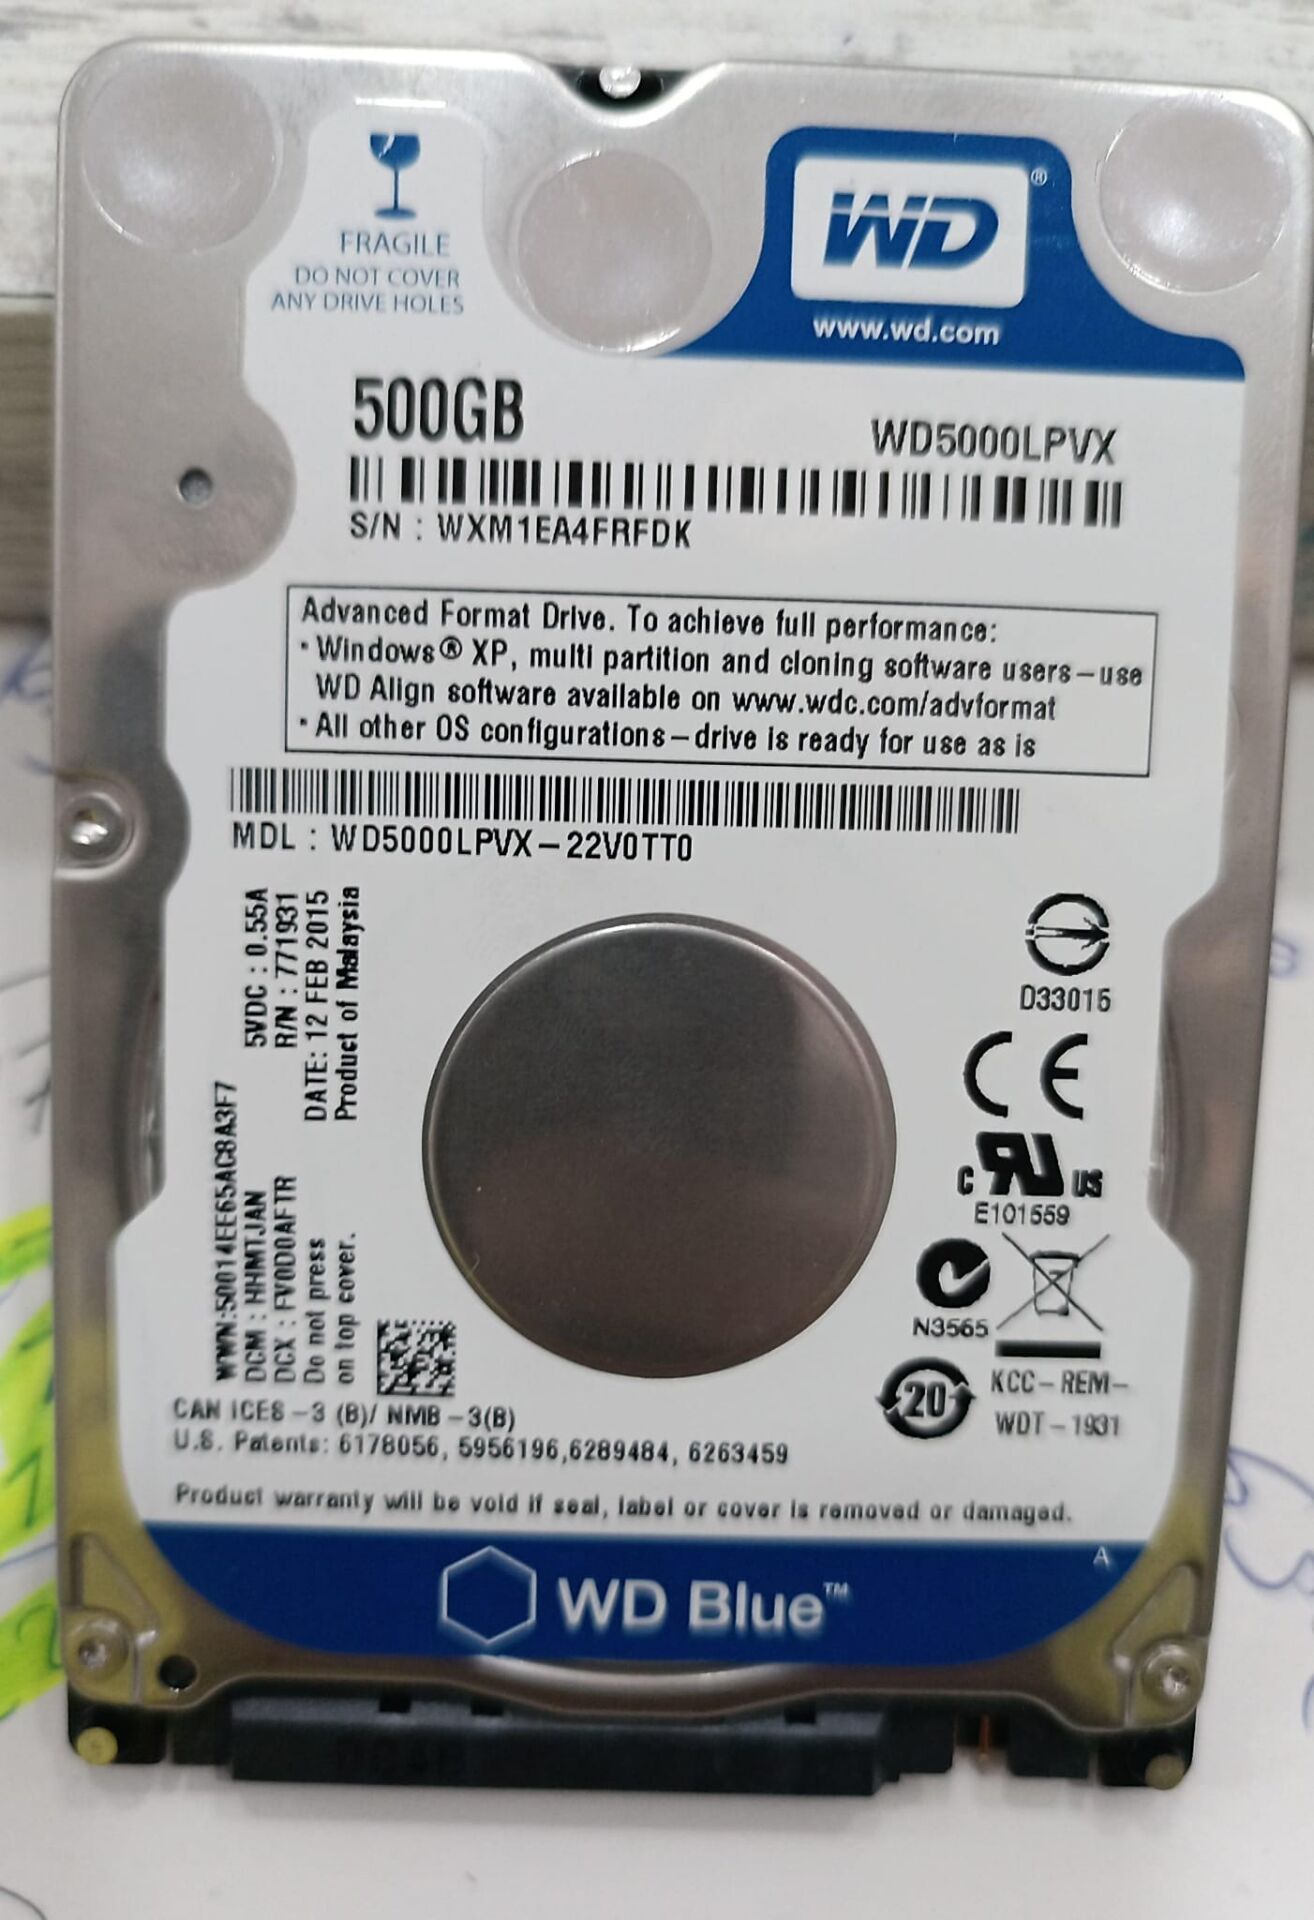 FRAGILE
DO NOT COVER
ANY DRIVE HOLES
WD®
www.wd.com
500GB
WD5000LPVX
S/N : WXM1EA4FRFDK
Advanced Format Drive. To achieve full performance:
· Windows® XP, multi partition and cloning software users—use
WD Align software available on www.wdc.com/advformat
· All other OS configurations—drive is ready for use as is
MDL : WD5000LPVX–22V0TT0
5VDC : 0.55A
R/N : 771931
DATE: 12 FEB 2015
Product of Malaysia
WWN:50014EE65AC8A3F7
DCM : HHMTJAN
DCX : FV0D0AFTR
Do not press
on top cover.
D33015
CE
c RU US
E101559
N3565
20
KCC–REM–
WDT–1931
CAN ICES –3 (B)/ NMB –3(B)
U.S. Patents: 6178056, 5956196,6289484, 6263459
Product warranty will be void if seal, label or cover is removed or damaged.
A
WD Blue™